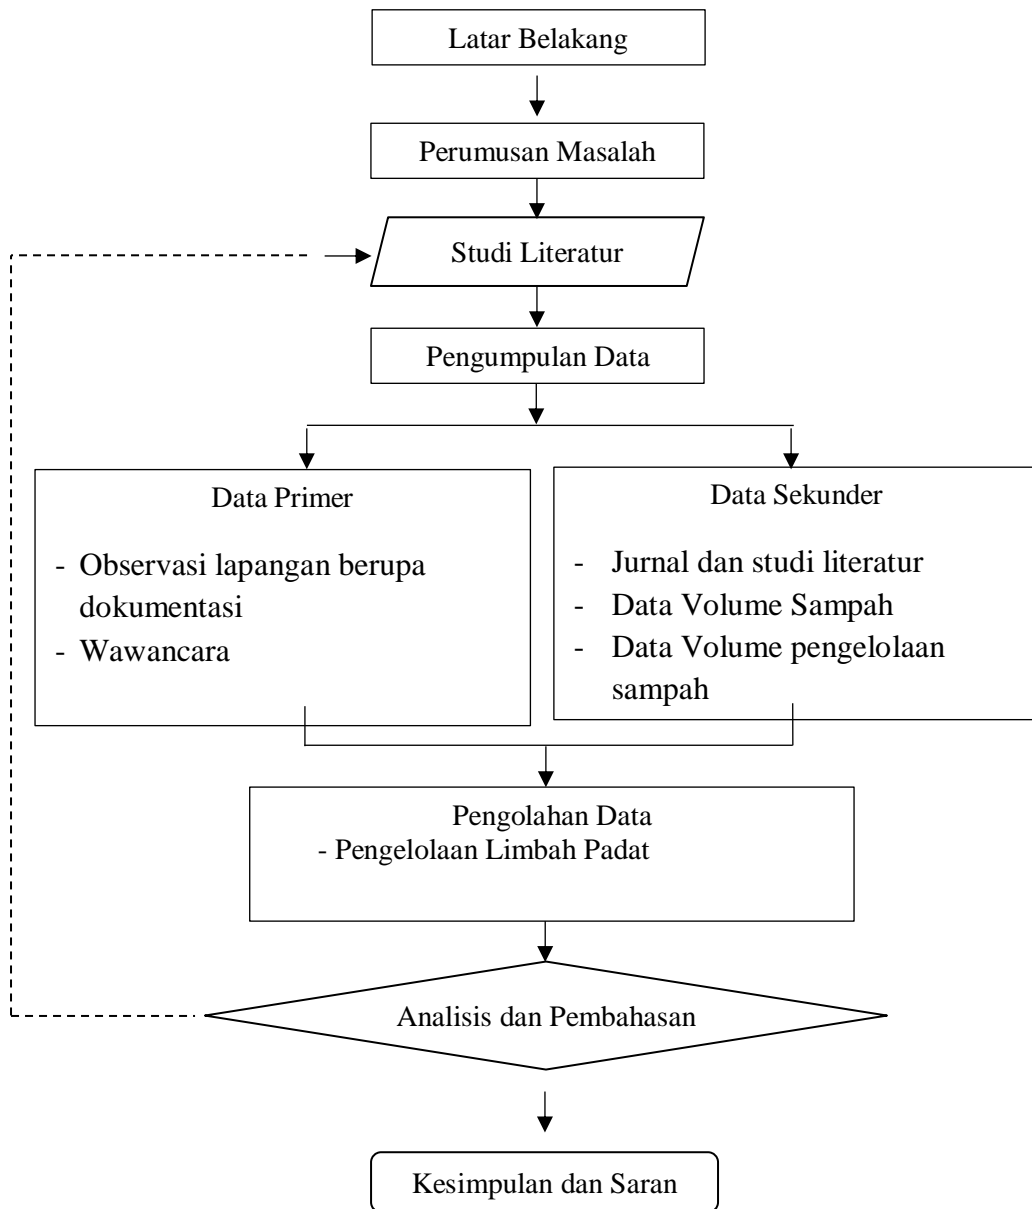 Latar Belakang
Perumusan Masalah
Studi Literatur
Pengumpulan Data
Data Primer
- Observasi lapangan berupa
dokumentasi
- Wawancara
Data Sekunder
- Jurnal dan studi literatur
- Data Volume Sampah
- Data Volume pengelolaan
sampah
Pengolahan Data
- Pengelolaan Limbah Padat
Analisis dan Pembahasan
Kesimpulan dan Saran